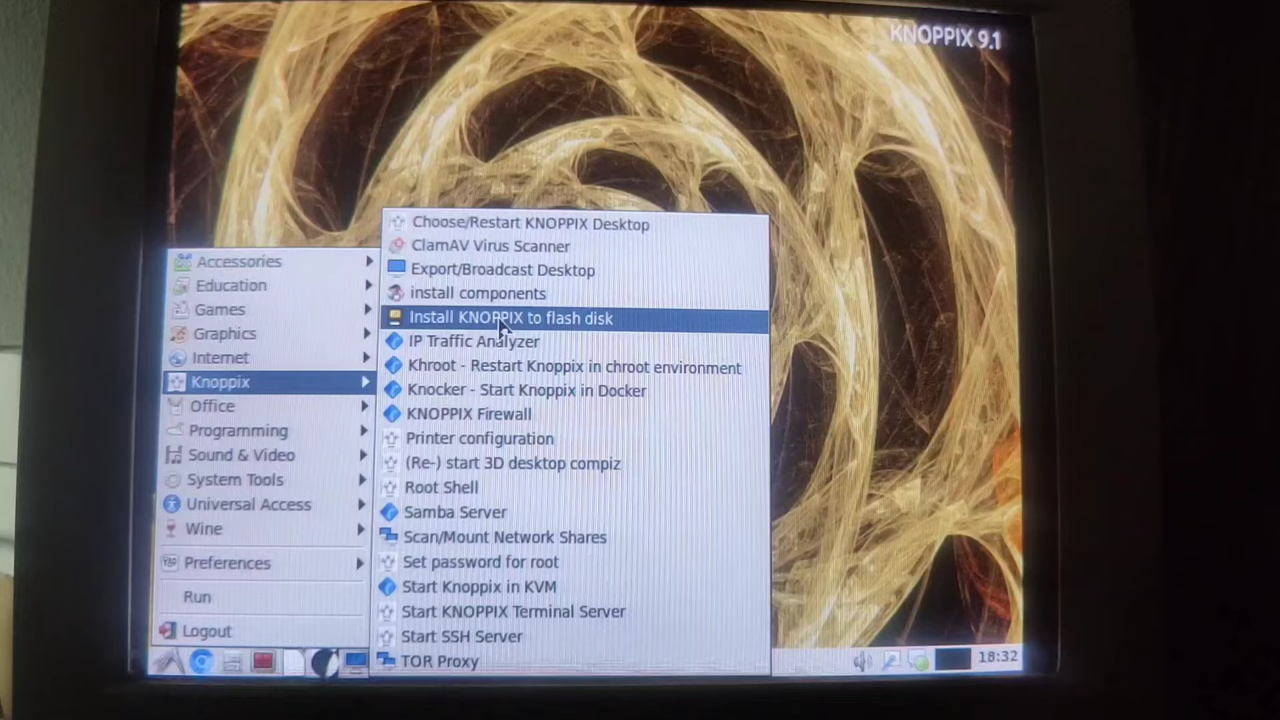 KNOPPIX 9.1
Accessories
Education
Games
Graphics
Internet
Knoppix
Office
Programming
Sound & Video
System Tools
Universal Access
Wine
Preferences
Run
Logout
Choose/Restart KNOPPIX Desktop
ClamAV Virus Scanner
Export/Broadcast Desktop
install components
Install KNOPPIX to flash disk
IP Traffic Analyzer
Khroot - Restart Knoppix in chroot environment
Knocker - Start Knoppix in Docker
KNOPPIX Firewall
Printer configuration
(Re-) start 3D desktop compiz
Root Shell
Samba Server
Scan/Mount Network Shares
Set password for root
Start Knoppix in KVM
Start KNOPPIX Terminal Server
Start SSH Server
TOR Proxy
18:32